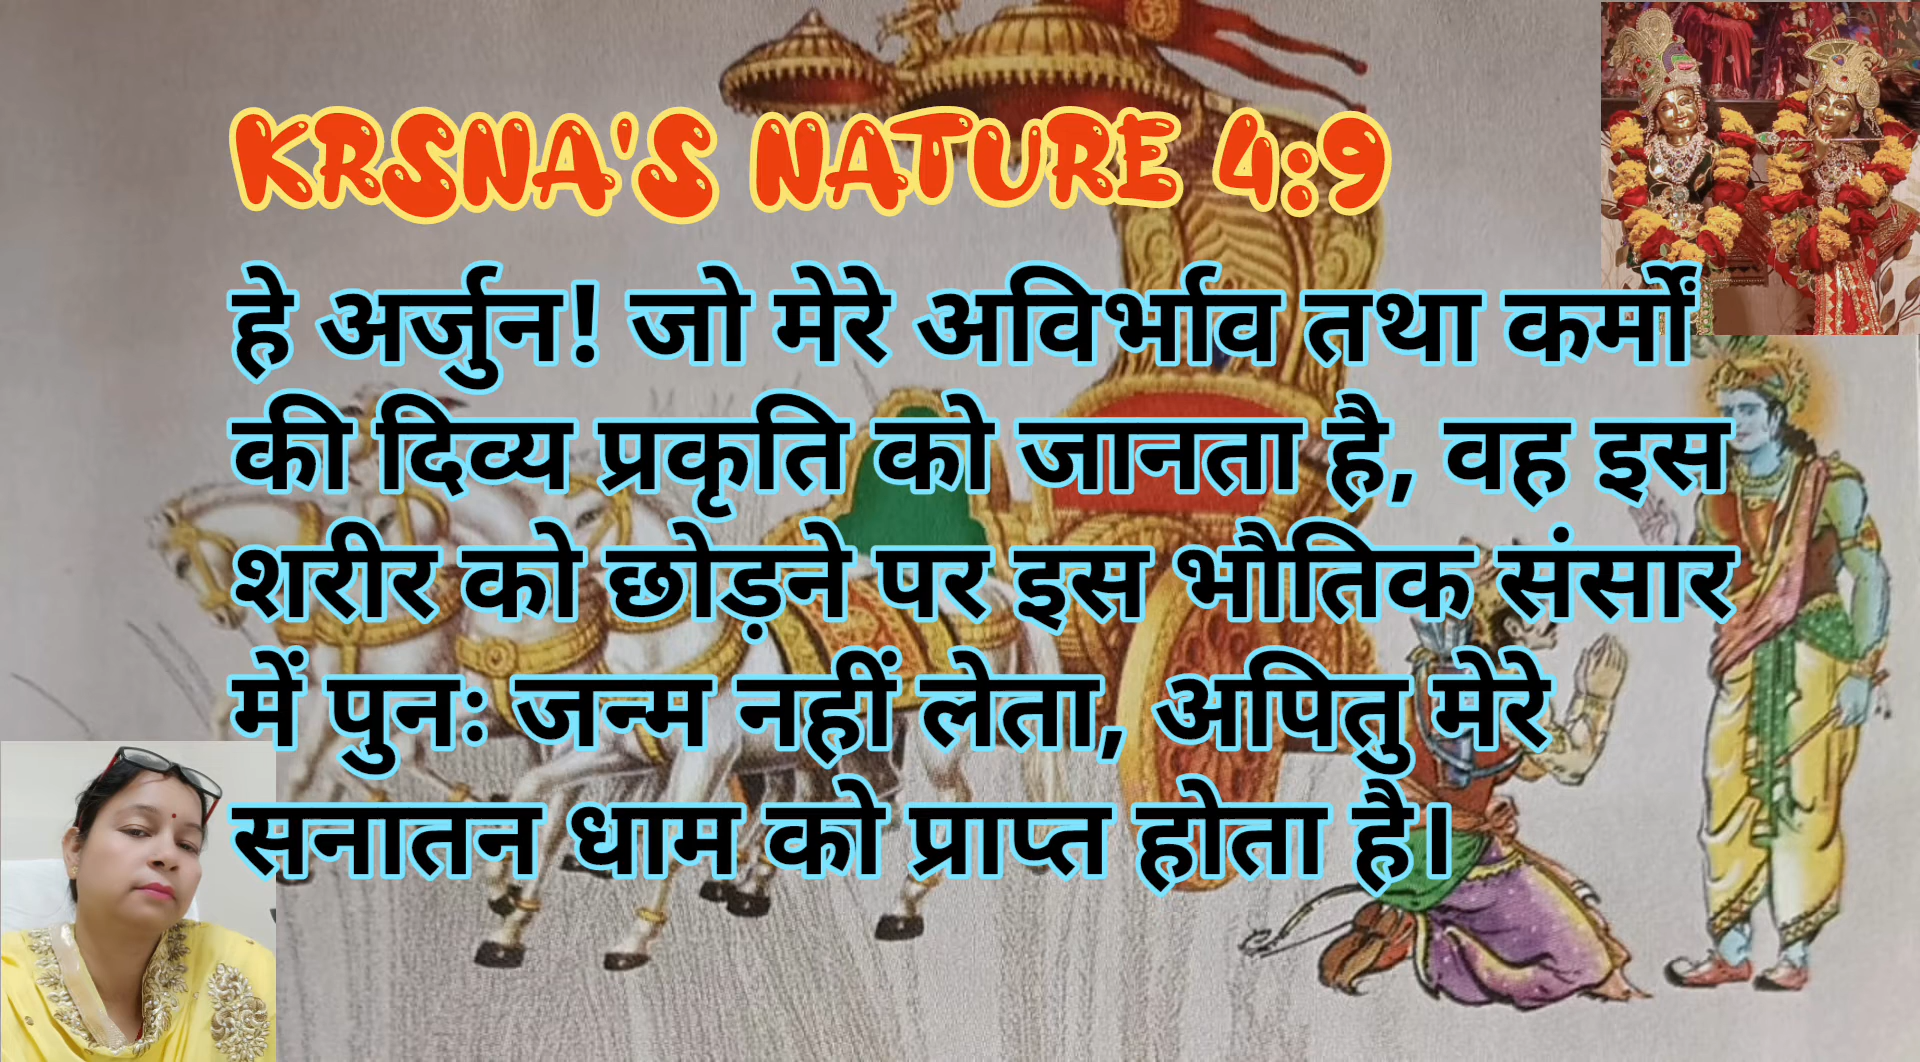 KRSNA'S NATURE 4:9
हे अर्जुन! जो मेरे अविर्भाव तथा कर्मों
की दिव्य प्रकृति को जानता है, वह इस
शरीर को छोड़ने पर इस भौतिक संसार
में पुनः जन्म नहीं लेता, अपितु मेरे
सनातन धाम को प्राप्त होता है।